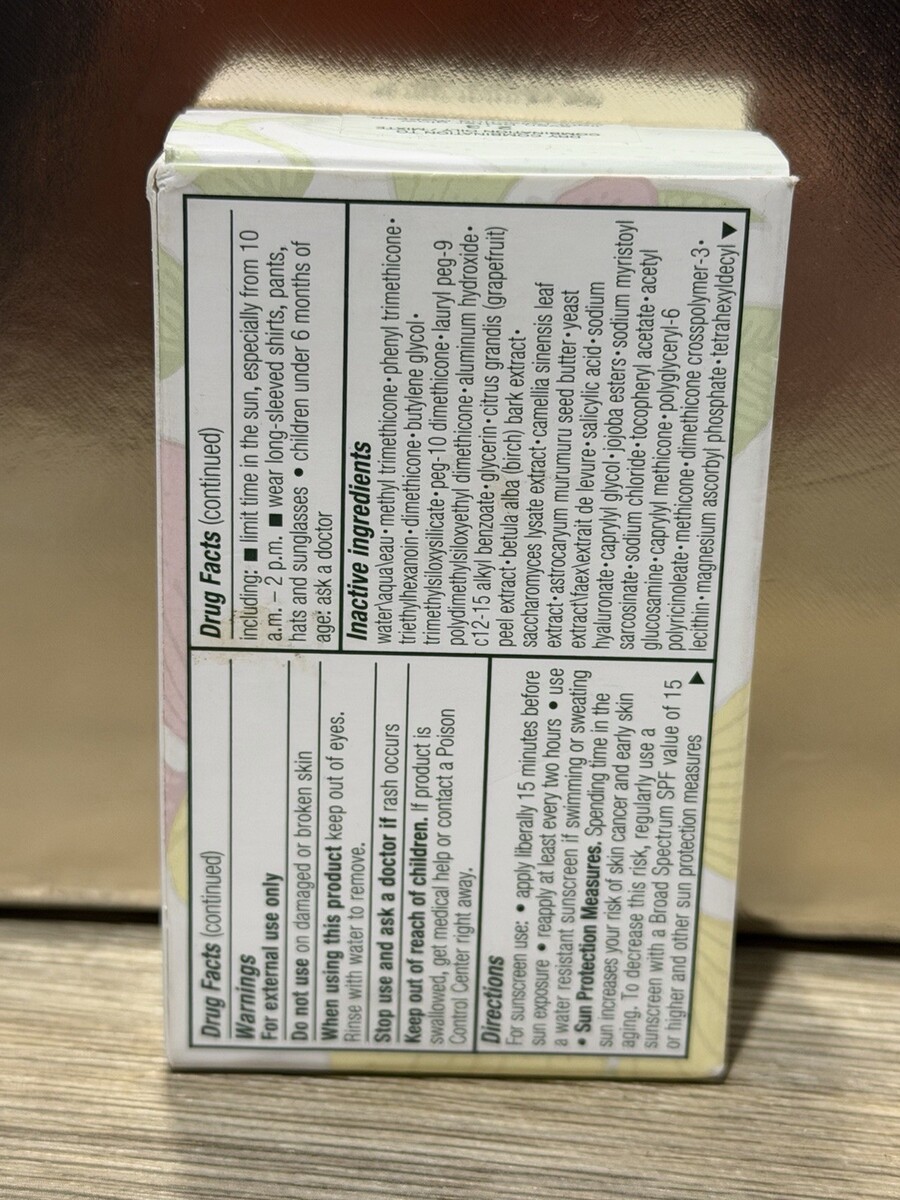 Drug Facts (continued)
Warnings
For external use only
Do not use on damaged or broken skin
When using this product keep out of eyes.
Rinse with water to remove.
Stop use and ask a doctor if rash occurs
Keep out of reach of children. If product is
swallowed, get medical help or contact a Poison
Control Center right away.
Directions
For sunscreen use: • apply liberally 15 minutes before
sun exposure • reapply at least every two hours • use
a water resistant sunscreen if swimming or sweating
• Sun Protection Measures. Spending time in the
sun increases your risk of skin cancer and early skin
aging. To decrease this risk, regularly use a
sunscreen with a Broad Spectrum SPF value of 15
or higher and other sun protection measures
Drug Facts (continued)
including: ■ limit time in the sun, especially from 10
a.m. – 2 p.m. ■ wear long-sleeved shirts, pants,
hats and sunglasses • children under 6 months of
age: ask a doctor
Inactive ingredients
water\aqua\eau • methyl trimethicone • phenyl trimethicone •
triethylhexanoin • dimethicone • butylene glycol •
trimethylsiloxysilicate • peg-10 dimethicone • lauryl peg-9
polydimethylsiloxyethyl dimethicone • aluminum hydroxide •
c12-15 alkyl benzoate • glycerin • citrus grandis (grapefruit)
peel extract • betula alba (birch) bark extract •
saccharomyces lysate extract • camellia sinensis leaf
extract • astrocaryum murumuru seed butter • yeast
extract\faex\extrait de levure • salicylic acid • sodium
hyaluronate • caprylyl glycol • jojoba esters • sodium myristoyl
sarcosinate • sodium chloride • tocopheryl acetate • acetyl
glucosamine • caprylyl methicone • polyglyceryl-6
polyricinoleate • methicone • dimethicone crosspolymer-3 •
lecithin • magnesium ascorbyl phosphate • tetrahexyldecyl
DRY COMBINATION TO